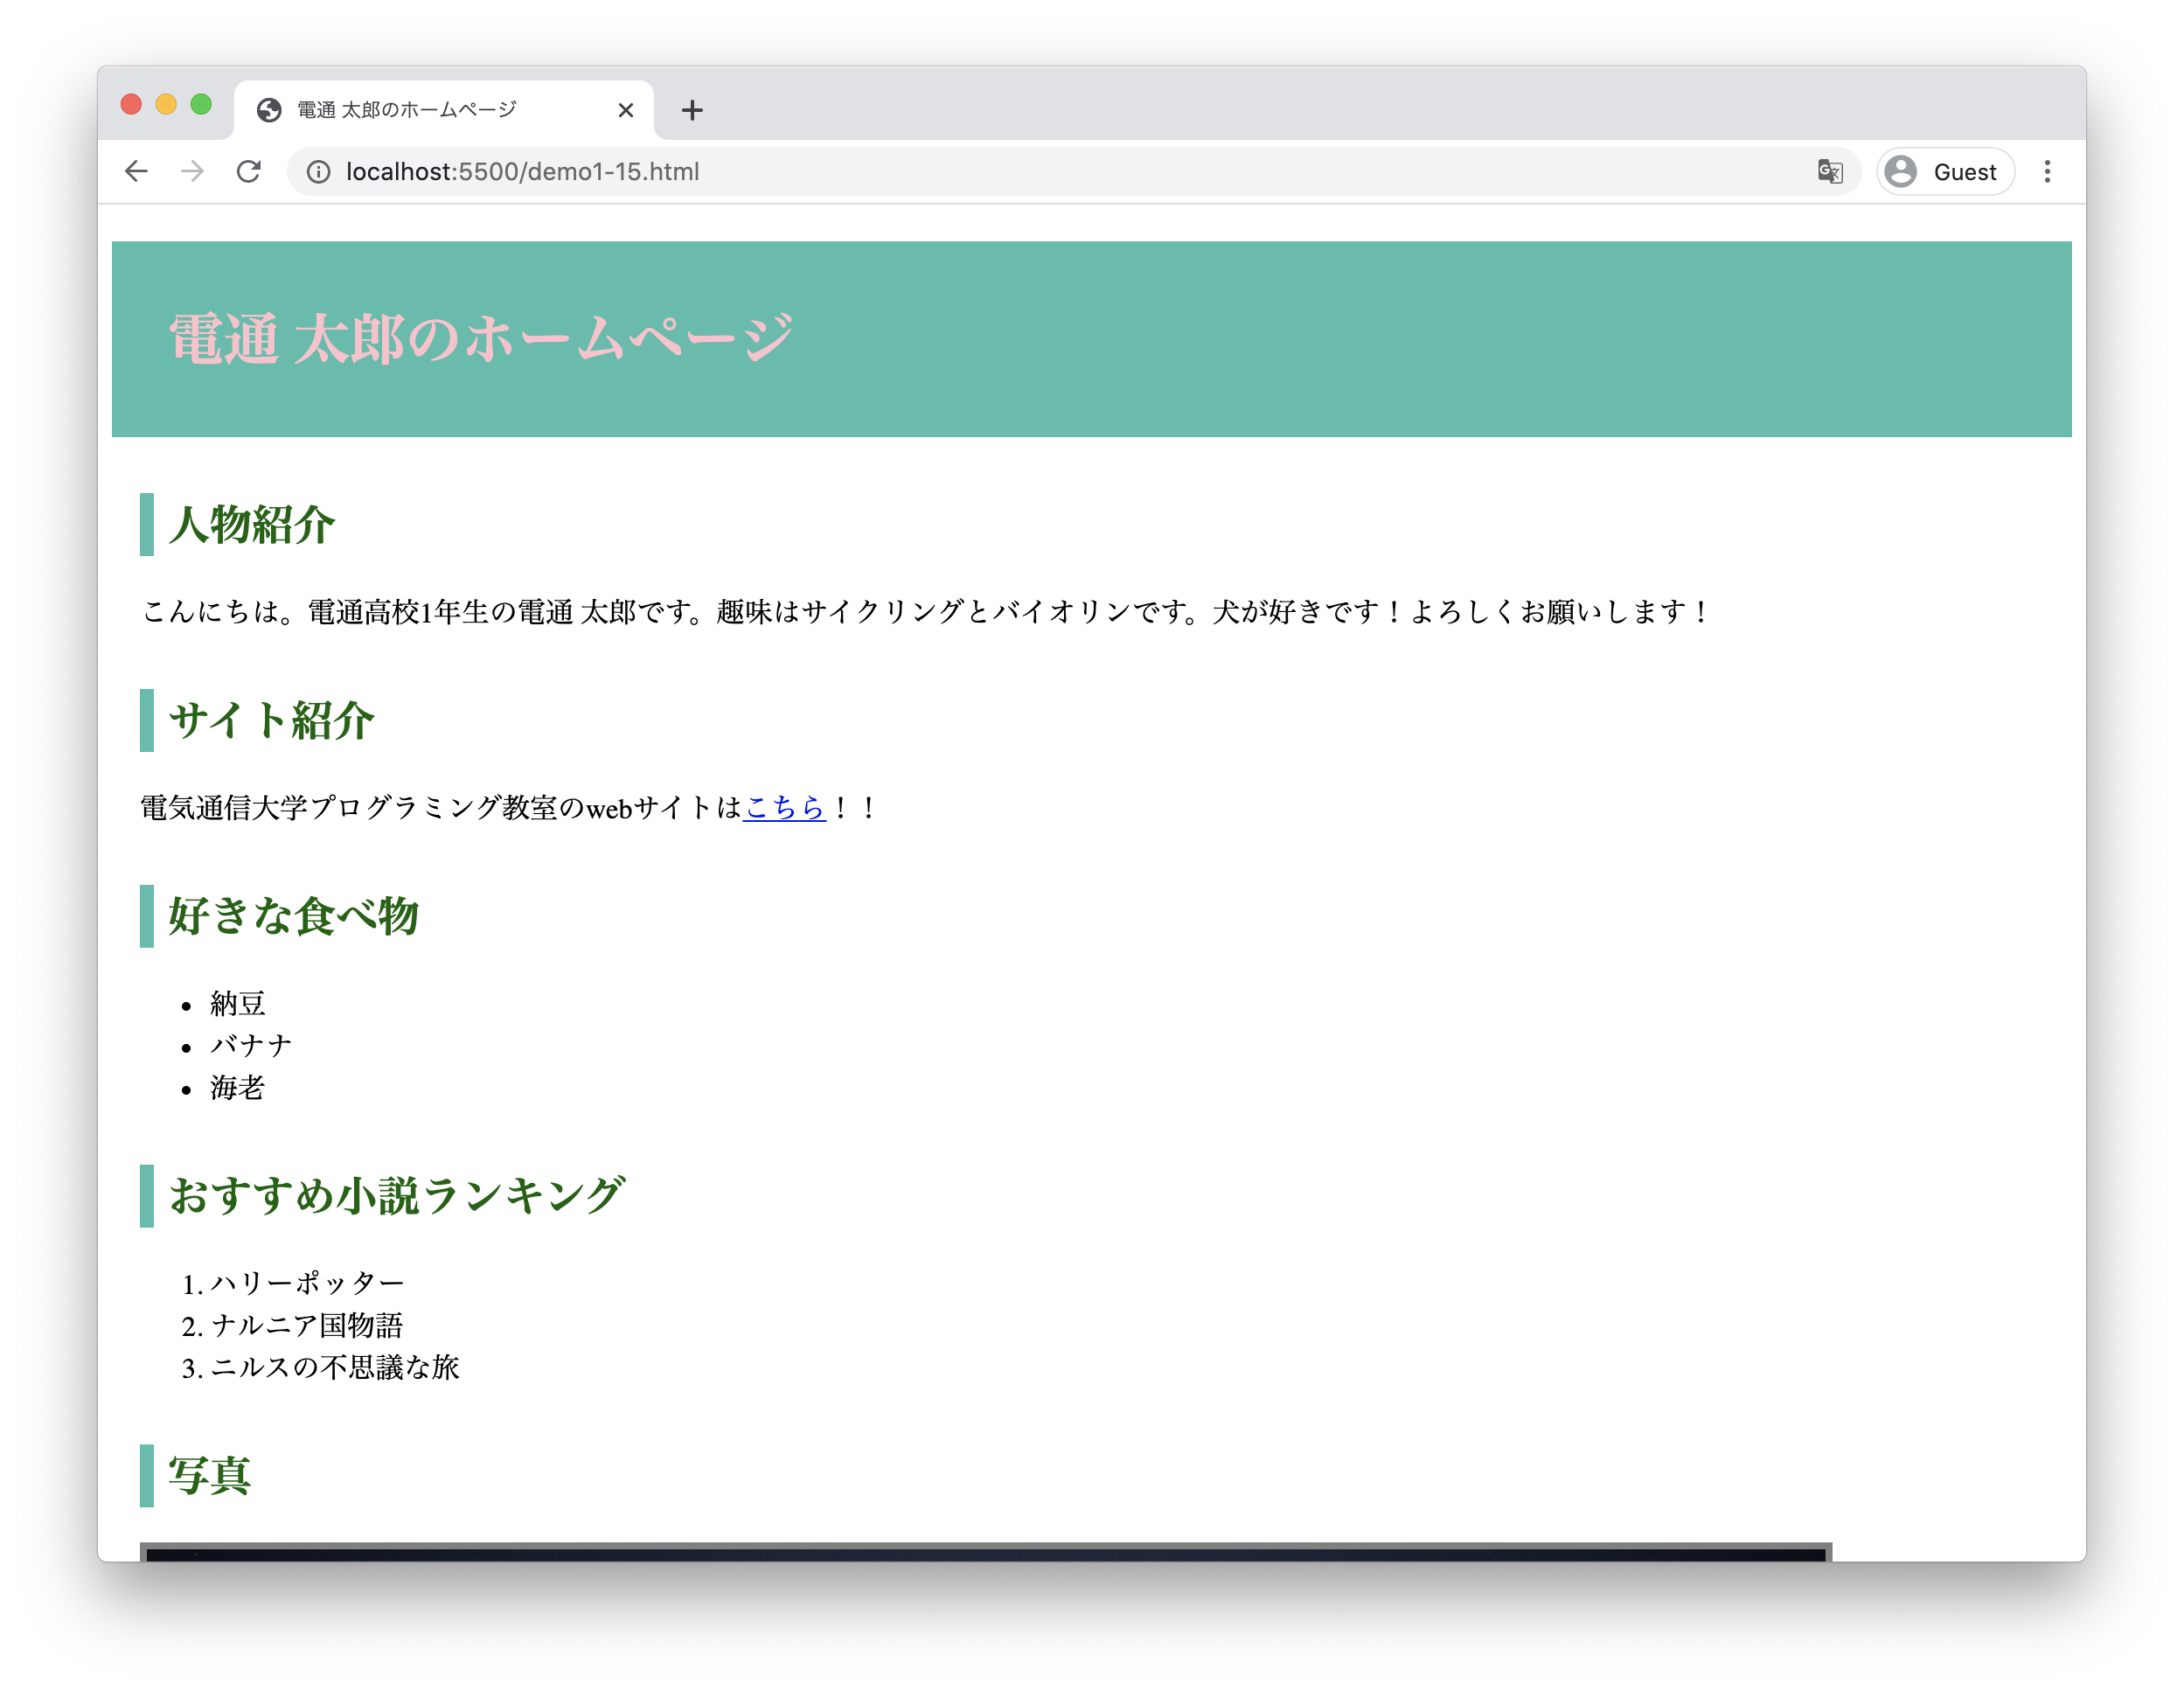 電通 太郎のホームページ
localhost:5500/demo1-15.html
Guest
電通 太郎のホームページ
人物紹介
こんにちは。電通高校1年生の電通 太郎です。趣味はサイクリングとバイオリンです。犬が好きです！よろしくお願いします！
サイト紹介
電気通信大学プログラミング教室のwebサイトはこちら！！
好きな食べ物
• 納豆
• バナナ
• 海老
おすすめ小説ランキング
1. ハリーポッター
2. ナルニア国物語
3. ニルスの不思議な旅
写真